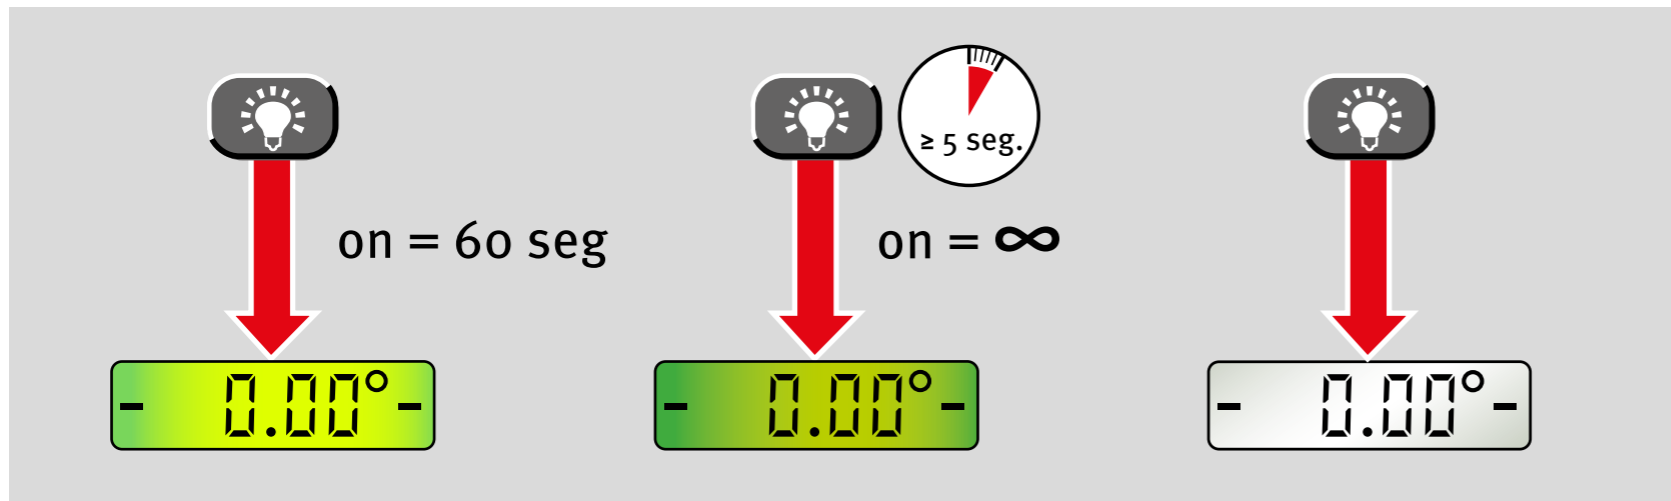 ≥ 5 seg.
on = 60 seg
on = ∞
- 0.00° -
- 0.00° -
- 0.00° -